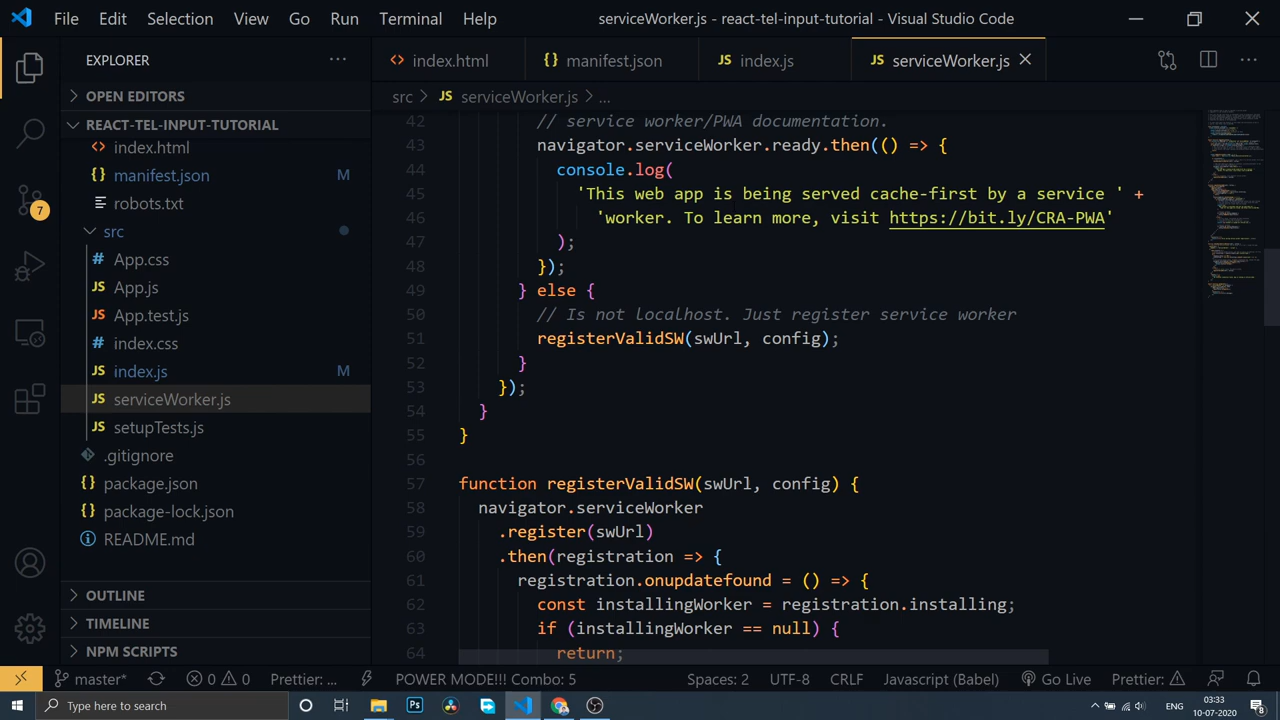 File Edit Selection View Go Run Terminal Help serviceWorker.js - react-tel-input-tutorial - Visual Studio Code
EXPLORER
index.html manifest.json index.js serviceWorker.js
OPEN EDITORS
src > serviceWorker.js > ...
REACT-TEL-INPUT-TUTORIAL
index.html
manifest.json M
robots.txt
src
App.css
App.js
App.test.js
index.css
index.js M
serviceWorker.js
setupTests.js
.gitignore
package.json
package-lock.json
README.md
OUTLINE
TIMELINE
NPM SCRIPTS
7
42 // service worker/PWA documentation.
43 navigator.serviceWorker.ready.then(() => {
44 console.log(
45 'This web app is being served cache-first by a service ' +
46 'worker. To learn more, visit https://bit.ly/CRA-PWA'
47 );
48 });
49 } else {
50 // Is not localhost. Just register service worker
51 registerValidSW(swUrl, config);
52 }
53 });
54 }
55 }
56
57 function registerValidSW(swUrl, config) {
58 navigator.serviceWorker
59 .register(swUrl)
60 .then(registration => {
61 registration.onupdatefound = () => {
62 const installingWorker = registration.installing;
63 if (installingWorker == null) {
64 return;
master* 0 0 Prettier: ... POWER MODE!!! Combo: 5 Spaces: 2 UTF-8 CRLF Javascript (Babel) Go Live Prettier:
Type here to search ENG 03:33
10-07-2020 8